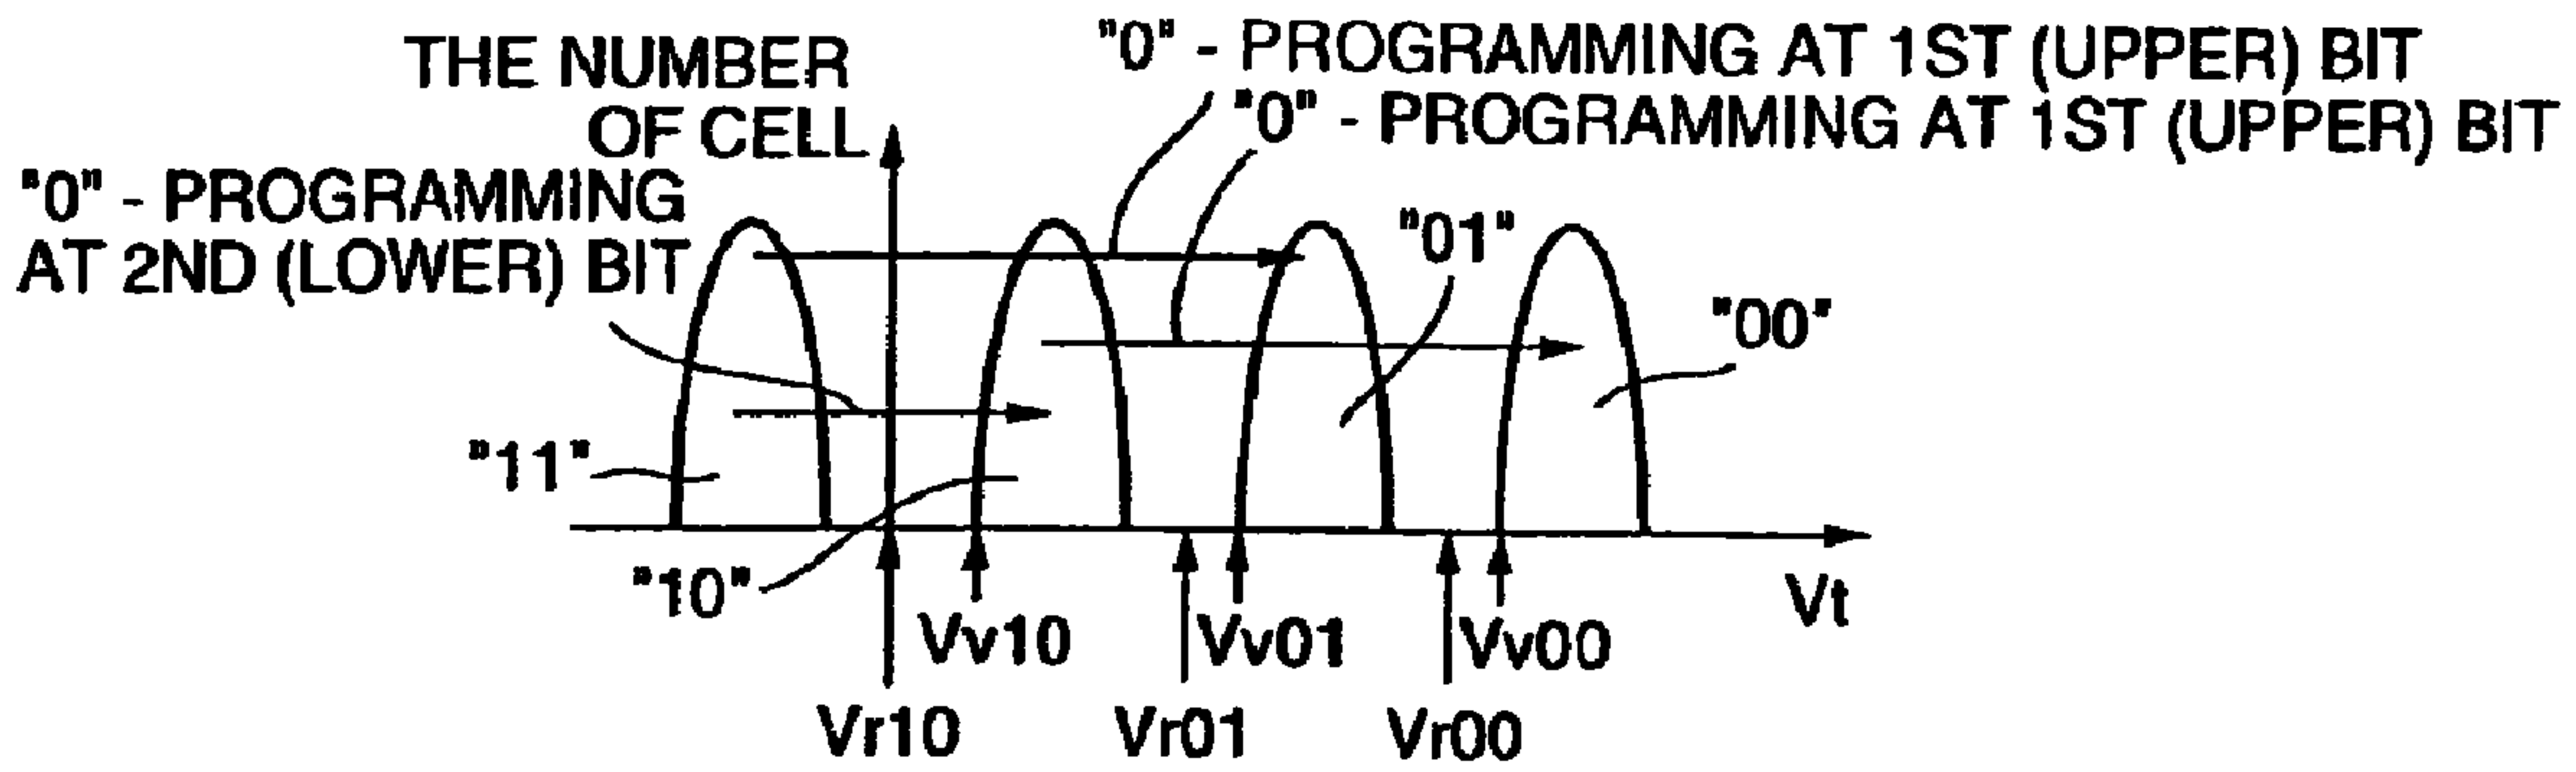 THE NUMBER
OF CELL
"0" - PROGRAMMING AT 1ST (UPPER) BIT
"0" - PROGRAMMING AT 1ST (UPPER) BIT
"0" - PROGRAMMING
AT 2ND (LOWER) BIT
"01"
"00"
"11"
"10"
Vv10
Vv01
Vv00
Vt
Vr10
Vr01
Vr00